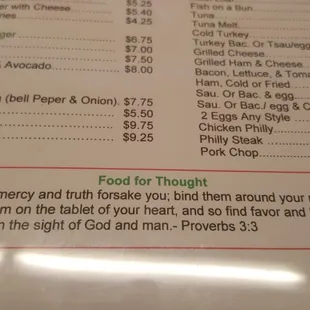 er with Cheese
$5.25
$5.40
$4.25
$6.75
$7.00
$7.50
& Avocado $8.00
(bell Peper & Onion). $7.75
$5.50
$9.75
$9.25
Fish on a Bun
Tuna
Tuna Melt
Cold Turkey
Turkey Bac. Or Tsau/egg
Grilled Cheese
Grilled Ham & Cheese
Bacon, Lettuce, & Toma
Ham, Cold or Fried
Sau. Or Bac. & egg
Sau. Or Bac./ egg & C
2 Eggs Any Style
Chicken Philly
Philly Steak
Pork Chop
Food for Thought
mercy and truth forsake you; bind them around your
m on the tablet of your heart, and so find favor and
n the sight of God and man.- Proverbs 3:3